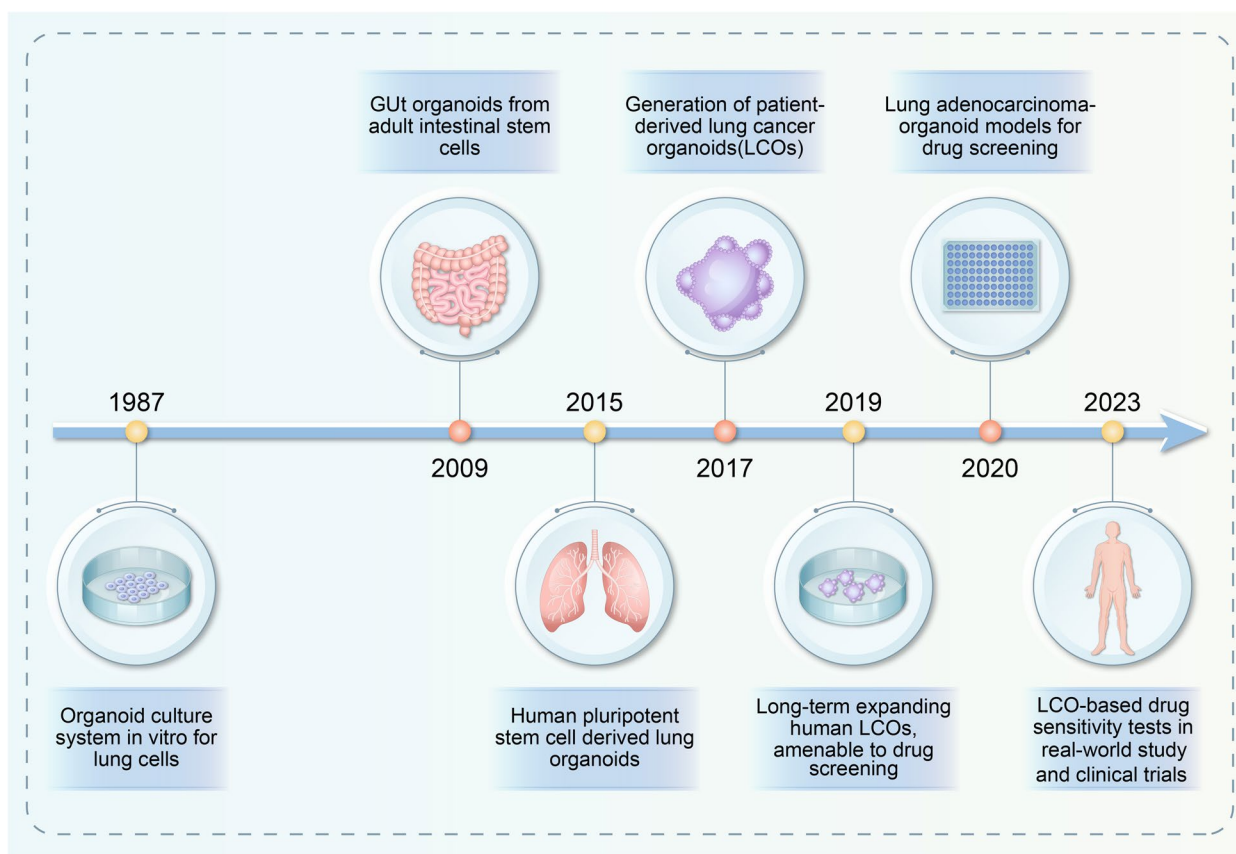 GUt organoids from
adult intestinal stem
cells
Generation of patient-
derived lung cancer
organoids(LCOs)
Lung adenocarcinoma-
organoid models for
drug screening
1987
2015
2019
2023
2009
2017
2020
Organoid culture
system in vitro for
lung cells
Human pluripotent
stem cell derived lung
organoids
Long-term expanding
human LCOs,
amenable to drug
screening
LCO-based drug
sensitivity tests in
real-world study
and clinical trials